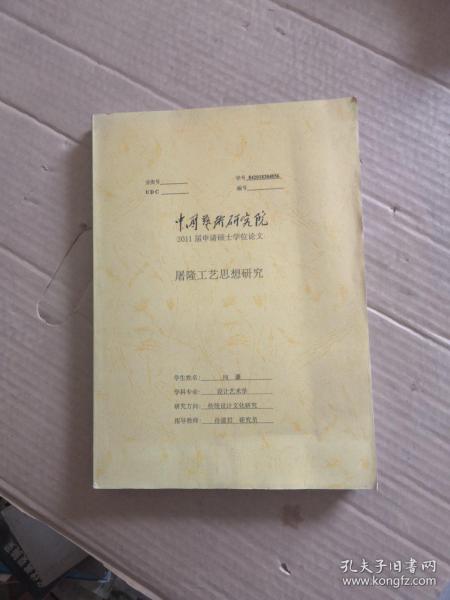 分类号
学号
UDC
编号
中国艺术研究院
2011 届申请硕士学位论文
屠隆工艺思想研究
学生姓名：
学科专业： 设计艺术学
研究方向： 传统设计文化研究
指导教师： 研究员
孔夫子旧书网
www.kongfz.com